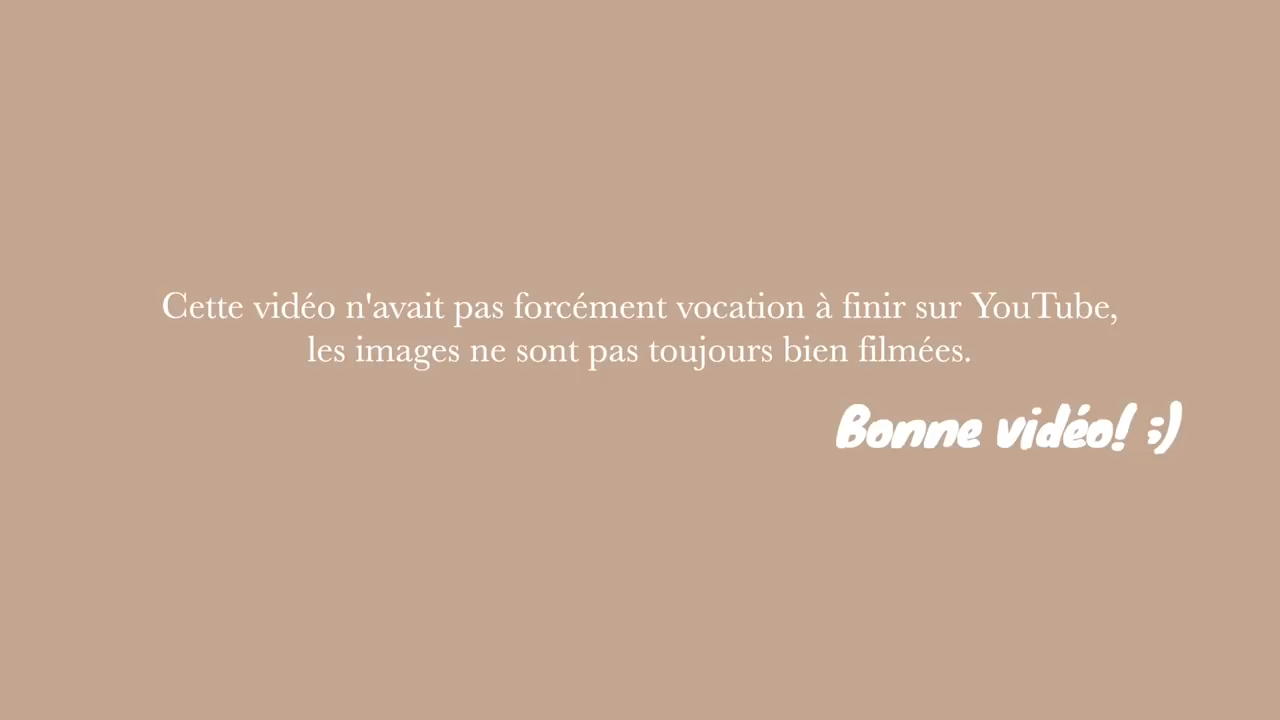 Cette vidéo n'avait pas forcément vocation à finir sur YouTube,
les images ne sont pas toujours bien filmées.
Bonne vidéo! ;)